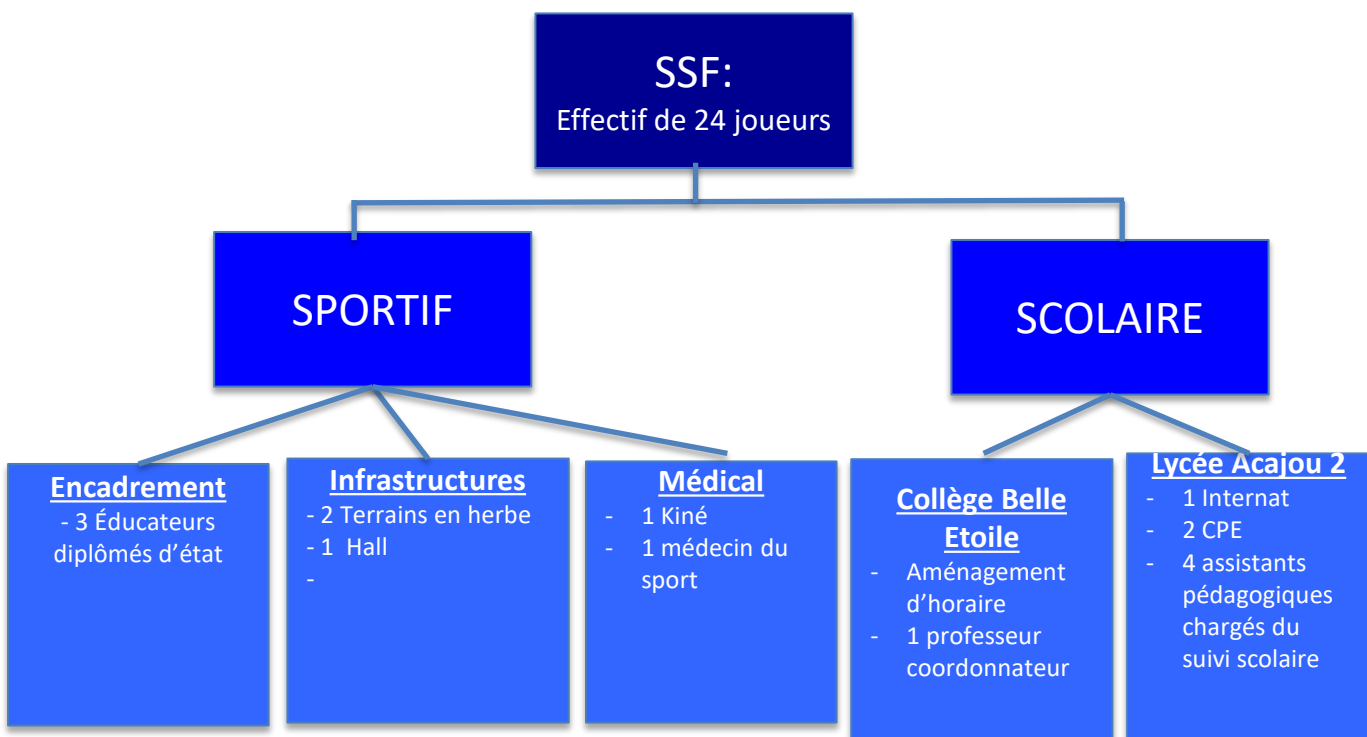 SSF:
Effectif de 24 joueurs
SPORTIF
SCOLAIRE
Encadrement
- 3 Éducateurs
diplômés d'état
Infrastructures
- 2 Terrains en herbe
- 1 Hall
-
Médical
- 1 Kiné
- 1 médecin du
sport
Collège Belle
Etoile
- Aménagement
d'horaire
- 1 professeur
coordonnateur
Lycée Acajou 2
- 1 Internat
- 2 CPE
- 4 assistants
pédagogiques
chargés du
suivi scolaire